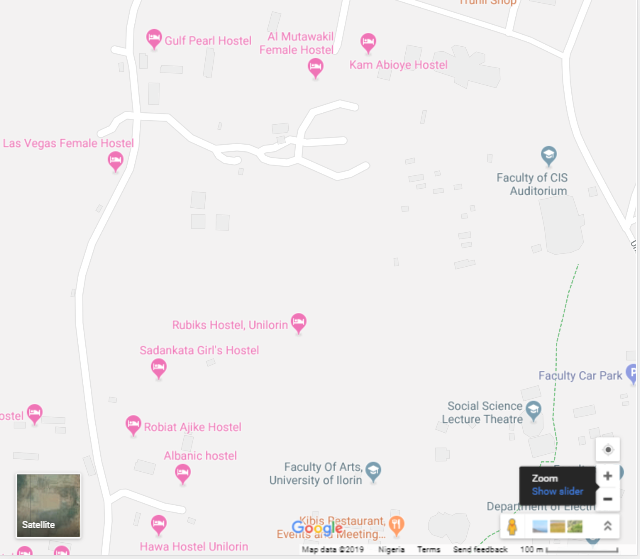 Trunil Shop
Gulf Pearl Hostel
Al Mutawakil
Female Hostel
Kam Abioye Hostel
Las Vegas Female Hostel
Faculty of CIS
Auditorium
Rubiks Hostel, Unilorin
Sadankata Girl's Hostel
Faculty Car Park
P
ostel
Social Science
Lecture Theatre
Robiat Ajike Hostel
Albanic hostel
Faculty Of Arts,
University of Ilorin
Zoom
Show slider
Department of Electr
Satellite
Kibis Restaurant,
Events and Meeting...
Google
Hawa Hostel Unilorin
Map data ©2019 Nigeria Terms Send feedback 100 m